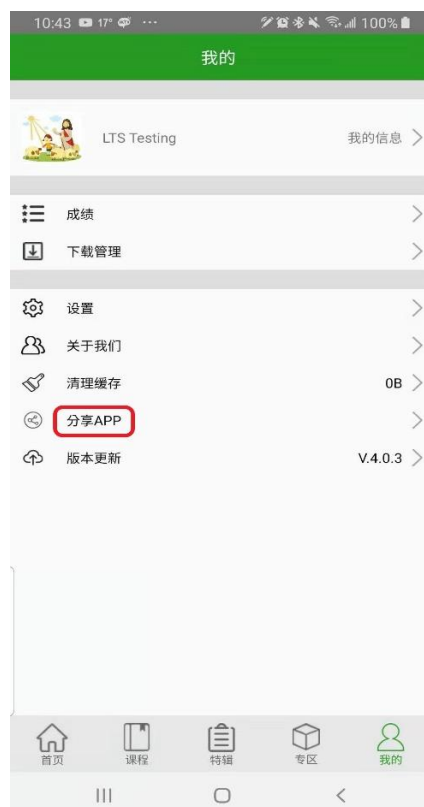 10:43 17° ··· 100%
我的
LTS Testing 我的信息
成绩
下载管理
设置
关于我们
清理缓存 0B
分享APP
版本更新 V.4.0.3
首页 课程 特辑 专区 我的